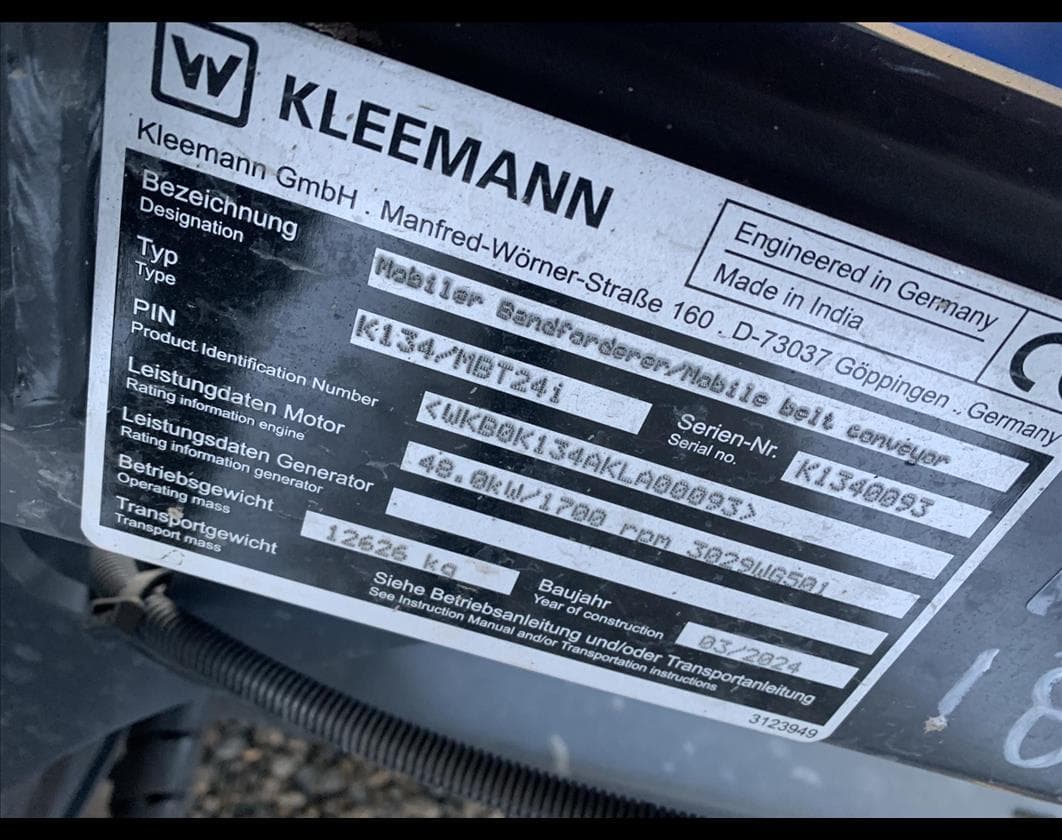 W KLEEMANN
Kleemann GmbH . Manfred-Wörner-Straße 160 . D-73037 Göppingen ., Germany
Engineered in Germany
Made in India
Bezeichnung
Designation
Mobiler Bandforderer/Mobile belt conveyor
Typ
Type
K134/MBT24i
Serien-Nr.
Serial no.
K1340093
PIN
Product Identification Number
<WKB0K134AKLA00093>
Leistungdaten Motor
Rating information engine
48.0kW/1700 rpm 3029WG50i
Leistungsdaten Generator
Rating information generator
Betriebsgewicht
Operating mass
12626 kg
Transportgewicht
Transport mass
Baujahr
Year of construction
03/2024
Siehe Betriebsanleitung und/oder Transportanleitung
See Instruction Manual and/or Transportation instructions
3123949
18